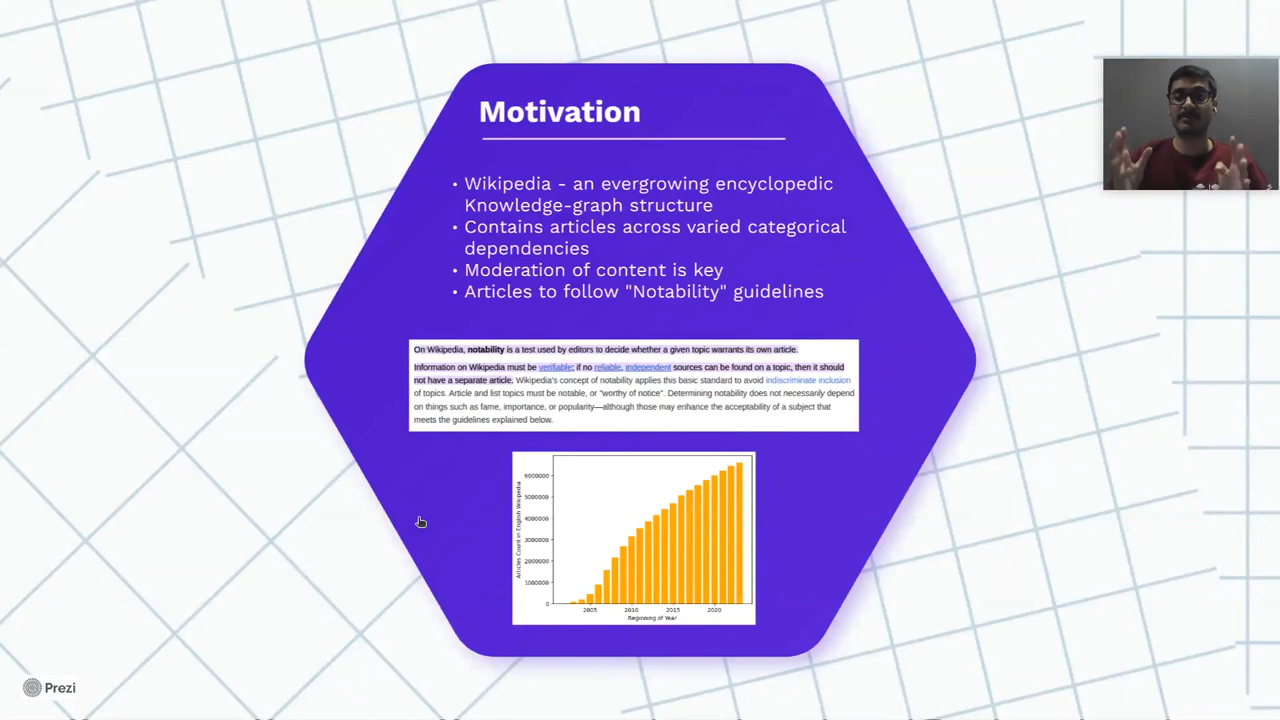 Motivation
• Wikipedia - an evergrowing encyclopedic
Knowledge-graph structure
• Contains articles across varied categorical
dependencies
• Moderation of content is key
• Articles to follow "Notability" guidelines
On Wikipedia, notability is a test used by editors to decide whether a given topic warrants its own article.
Information on Wikipedia must be verifiable; if no reliable, independent sources can be found on a topic, then it should
not have a separate article. Wikipedia's concept of notability applies this basic standard to avoid indiscriminate inclusion
of topics. Article and list topics must be notable, or "worthy of notice". Determining notability does not necessarily depend
on things such as fame, importance, or popularity—although those may enhance the acceptability of a subject that
meets the guidelines explained below.
Articles Count in English Wikipedia
6000000
5000000
4000000
3000000
2000000
1000000
0
2005 2010 2015 2020
Beginning of Year
Prezi